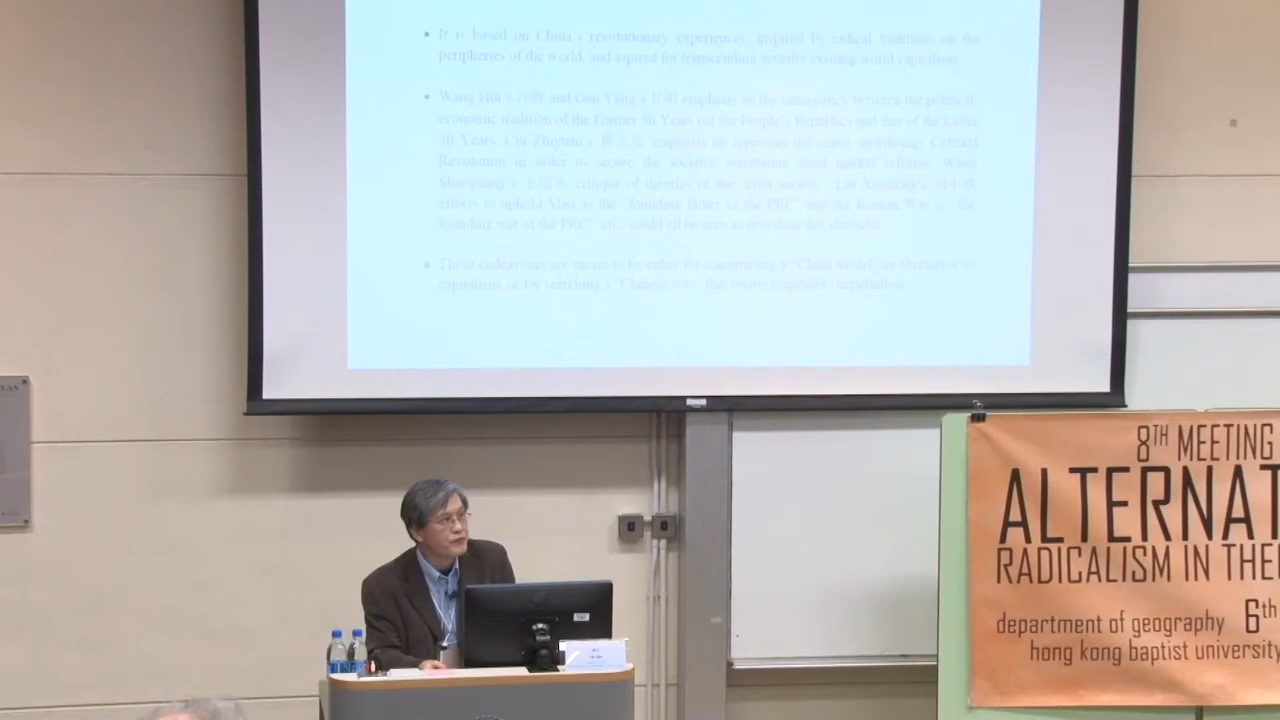 • It is based on China's revolutionary experiences, inspired by radical traditions on the
peripheries of the world, and aspired for transcending actually existing world capitalism.
• Wang Hui's and Gan Yang's emphasis on the consistency between the political-
economic tradition of the Former 30 Years (of the People's Republic) and that of the Latter
30 Years, Cui Zhiyuan's emphasis on repeating the mass mobilising Cultural
Revolution in order to secure the socialist orientation amid market reforms, Wang
Shaoguang's critique of theories of the "civil society", Liu Xiaofeng's
efforts to uphold Mao as the "founding father of the PRC" and the Korean War as "the
founding war of the PRC", etc., could all be seen as revealing this character.
• These endeavours are meant to be either for constructing a "China model" as alternative to
capitalism, or for searching a "Chinese way" that resists (capitalist) imperialism.
8TH MEETING
ALTERNAT
RADICALISM IN THE
department of geography 6th
hong kong baptist university